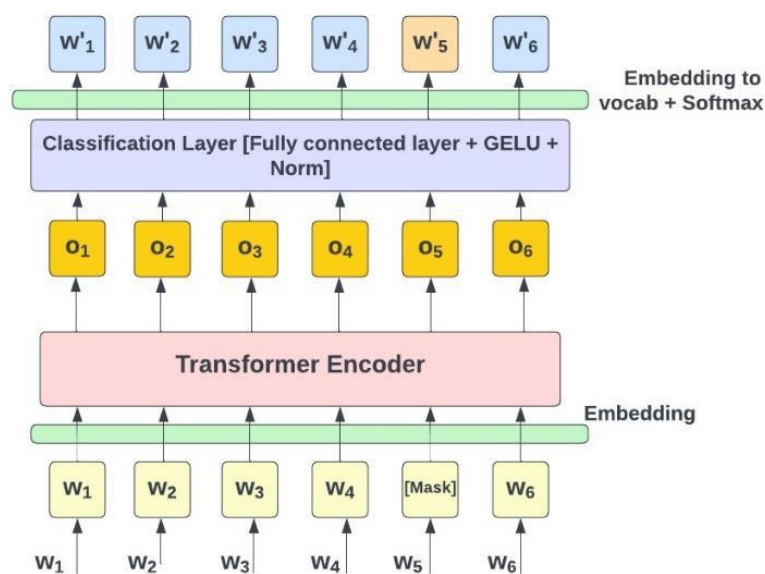 w'₁ w'₂ w'₃ w'₄ w'₅ w'₆
Embedding to
vocab + Softmax
Classification Layer [Fully connected layer + GELU +
Norm]
o₁ o₂ o₃ o₄ o₅ o₆
Transformer Encoder
Embedding
w₁ w₂ w₃ w₄ [Mask] w₆
w₁ w₂ w₃ w₄ w₅ w₆